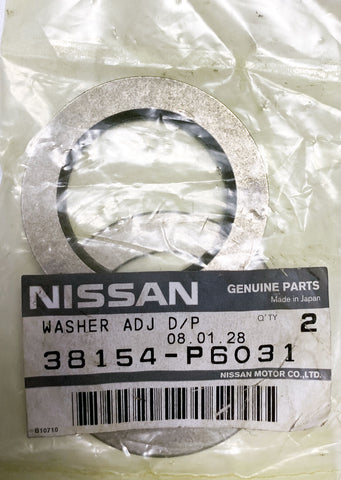 NISSAN GENUINE PARTS
Made in Japan
WASHER ADJ D/P Q'TY 2
08.01.28
38154-P6031
NISSAN MOTOR CO.,LTD.
B10710